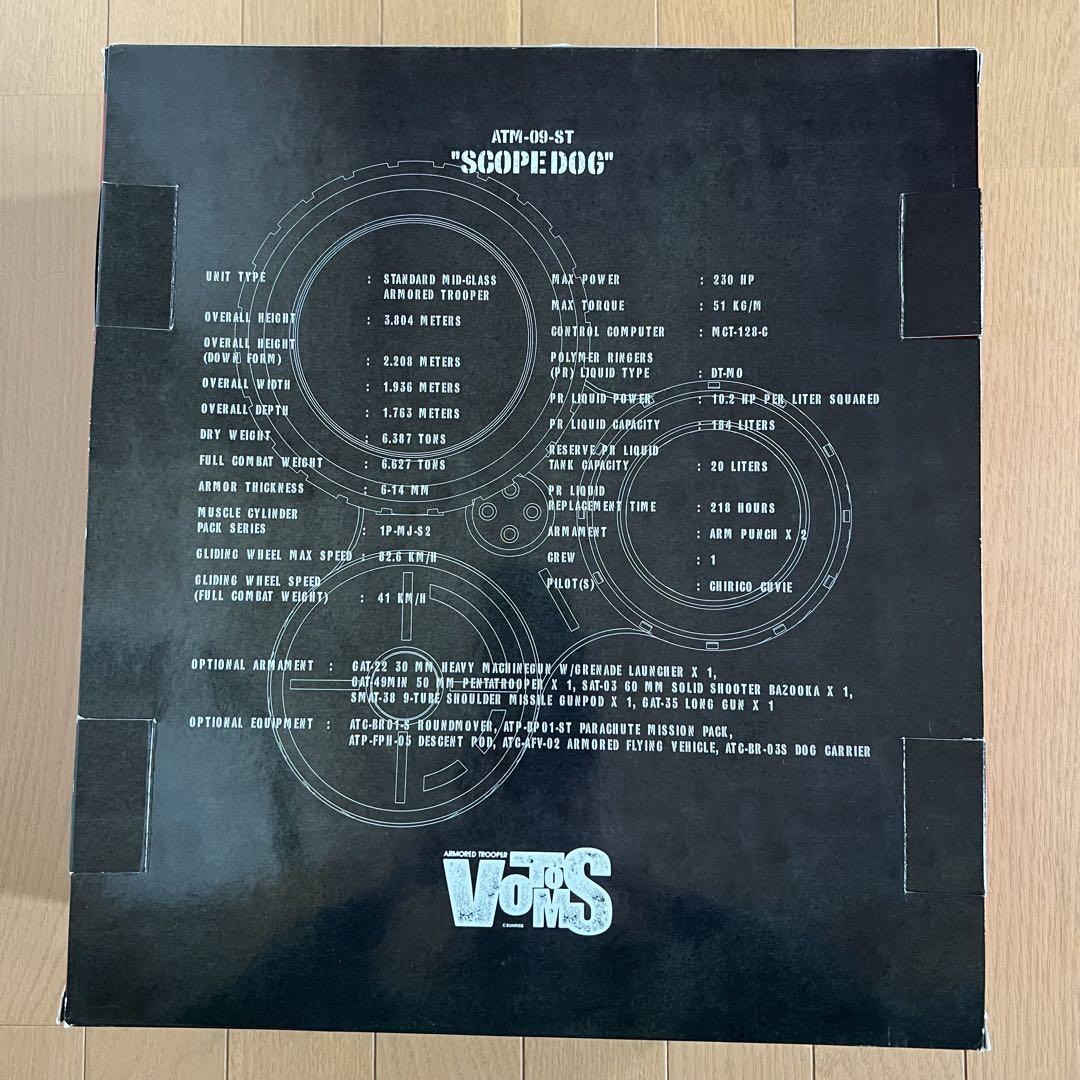 ATM-09-ST
"SCOPEDOG"
UNIT TYPE : STANDARD MID-CLASS
ARMORED TROOPER
OVERALL HEIGHT : 3.804 METERS
OVERALL HEIGHT
(DOWN FORM) : 2.208 METERS
OVERALL WIDTH : 1.936 METERS
OVERALL DEPTH : 1.763 METERS
DRY WEIGHT : 6.387 TONS
FULL COMBAT WEIGHT : 6.627 TONS
ARMOR THICKNESS : 6-14 MM
MUSCLE CYLINDER
PACK SERIES : 1P-MJ-S2
GLIDING WHEEL MAX SPEED : 82.6 KM/H
GLIDING WHEEL SPEED
(FULL COMBAT WEIGHT) : 41 KM/H
MAX POWER : 230 HP
MAX TORQUE : 51 KG/M
CONTROL COMPUTER : MCT-128-C
POLYMER RINGERS
(PR) LIQUID TYPE : DT-MO
PR LIQUID POWER : 10.2 HP PER LITER SQUARED
PR LIQUID CAPACITY : 184 LITERS
RESERVE PR LIQUID
TANK CAPACITY : 20 LITERS
PR LIQUID
REPLACEMENT TIME : 218 HOURS
ARMAMENT : ARM PUNCH X 2
CREW : 1
PILOT(S) : CHIRICO CUVIE
OPTIONAL ARMAMENT : GAT-22 30 MM HEAVY MACHINEGUN W/GRENADE LAUNCHER X 1,
GAT-49MIN 50 MM PENTATROOPER X 1, SAT-03 60 MM SOLID SHOOTER BAZOOKA X 1,
SMAT-38 9-TUBE SHOULDER MISSILE GUNPOD X 1, GAT-35 LONG GUN X 1
OPTIONAL EQUIPMENT : ATC-BR01-S ROUNDMOVER, ATP-BP01-ST PARACHUTE MISSION PACK,
ATP-FPH-05 DESCENT POD, ATC-AFV-02 ARMORED FLYING VEHICLE, ATC-BR-03S DOG CARRIER
ARMORED TROOPER
VOTOMS
© SUNRISE